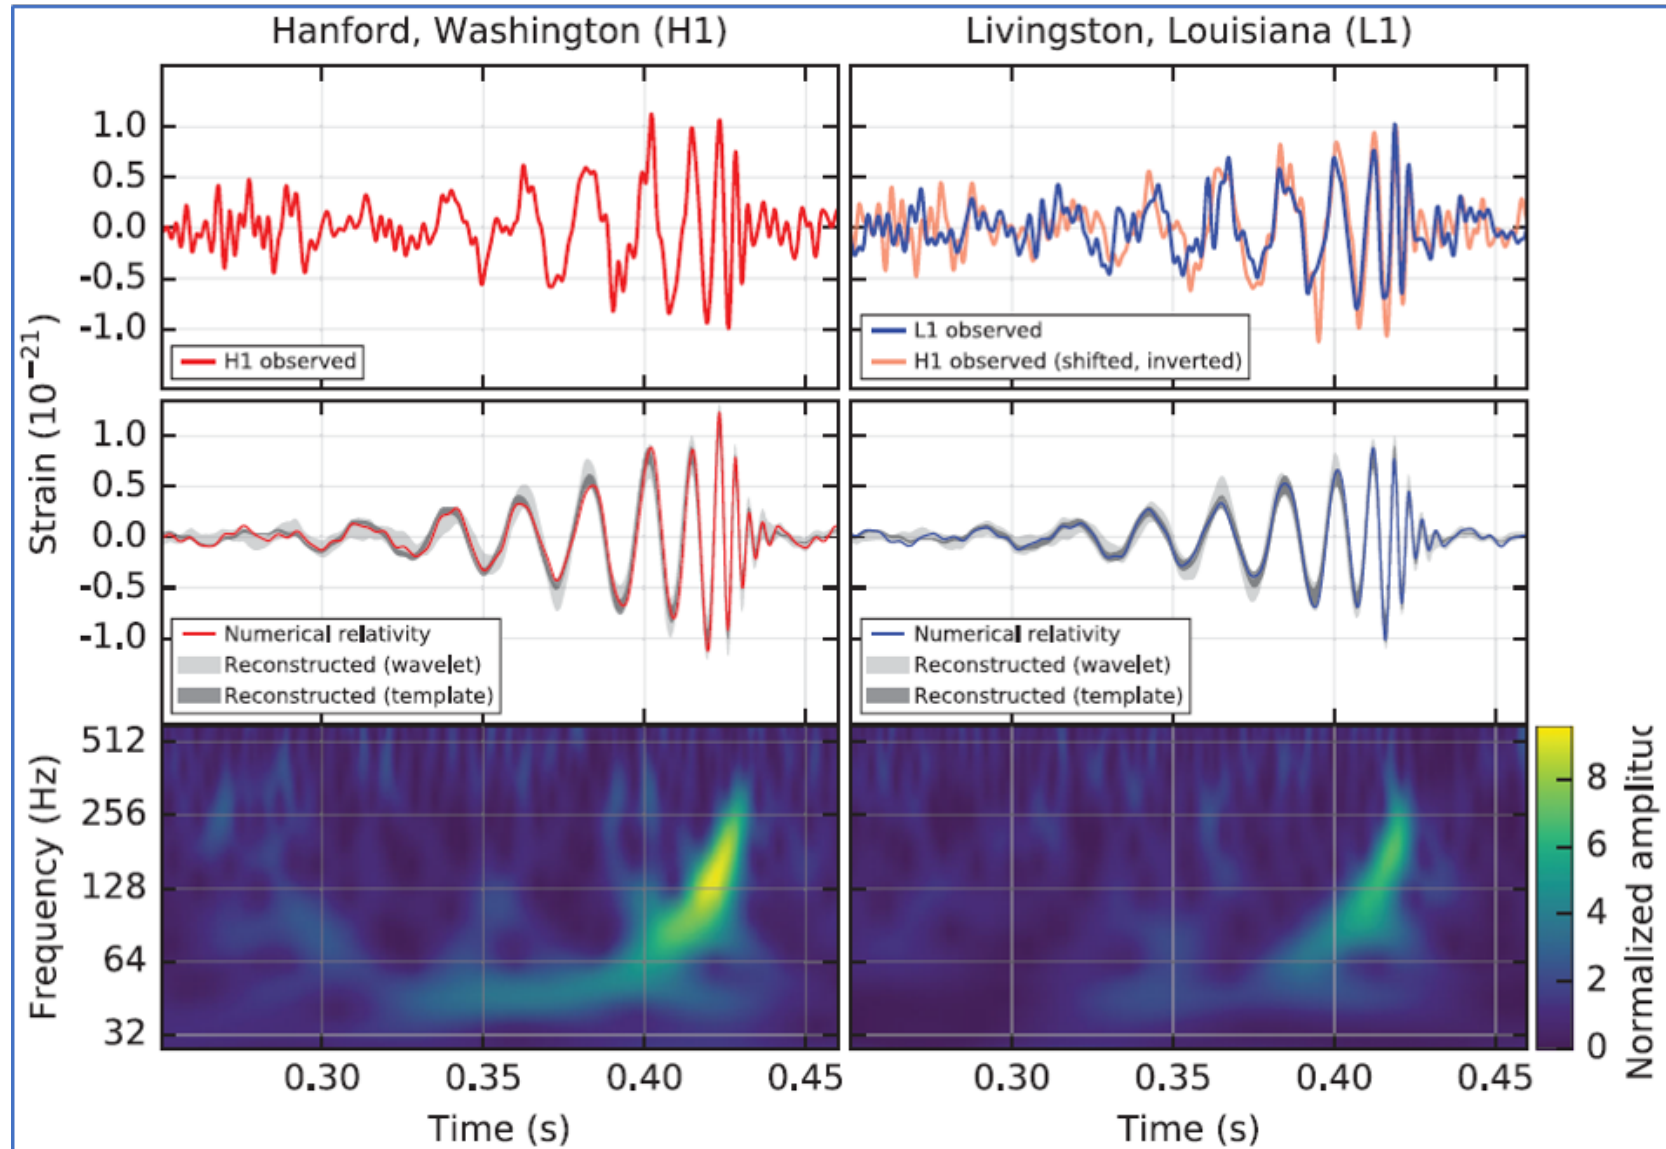 Hanford, Washington (H1)
Livingston, Louisiana (L1)
Strain (10⁻²¹)
1.0
0.5
0.0
-0.5
-1.0
H1 observed
L1 observed
H1 observed (shifted, inverted)
1.0
0.5
0.0
-0.5
-1.0
Numerical relativity
Reconstructed (wavelet)
Reconstructed (template)
Numerical relativity
Reconstructed (wavelet)
Reconstructed (template)
Frequency (Hz)
512
256
128
64
32
0.30 0.35 0.40 0.45
Time (s)
0.30 0.35 0.40 0.45
Time (s)
8
6
4
2
0
Normalized